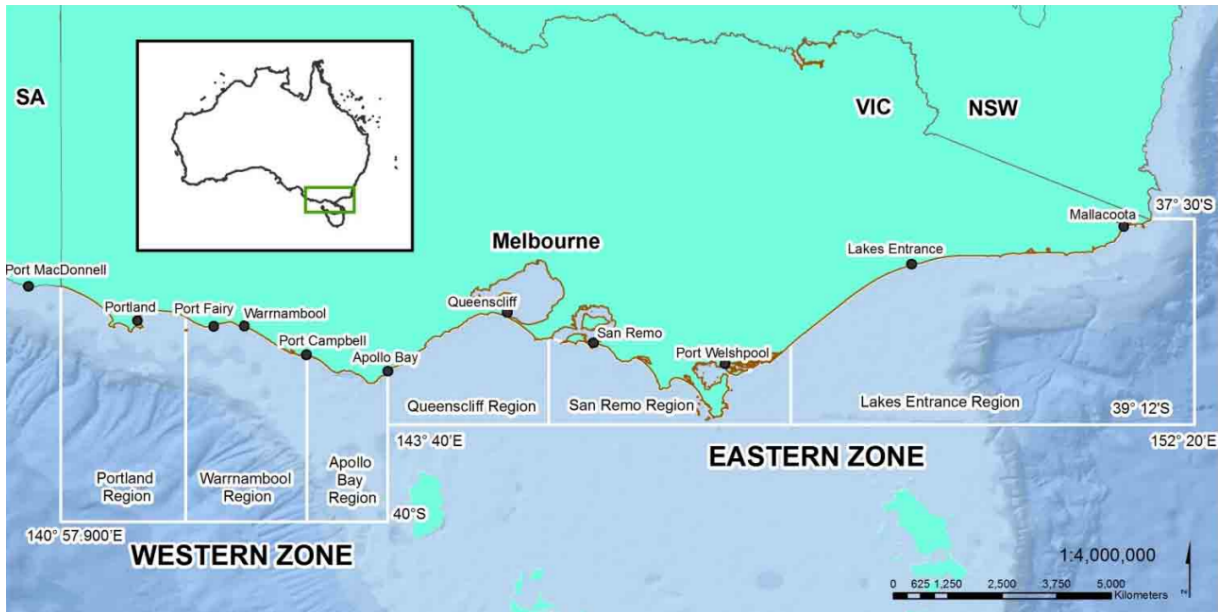 SA
VIC
NSW
37° 30'S
Mallacoota
Melbourne
Lakes Entrance
Port MacDonnell
Portland
Port Fairy
Warrnambool
Queenscliff
San Remo
Port Campbell
Apollo Bay
Port Welshpool
Queenscliff Region
San Remo Region
Lakes Entrance Region
39° 12'S
143° 40'E
152° 20'E
EASTERN ZONE
Portland
Region
Warrnambool
Region
Apollo
Bay
Region
40°S
140° 57.900'E
WESTERN ZONE
1:4,000,000
0 625 1,250 2,500 3,750 5,000
Kilometers
N